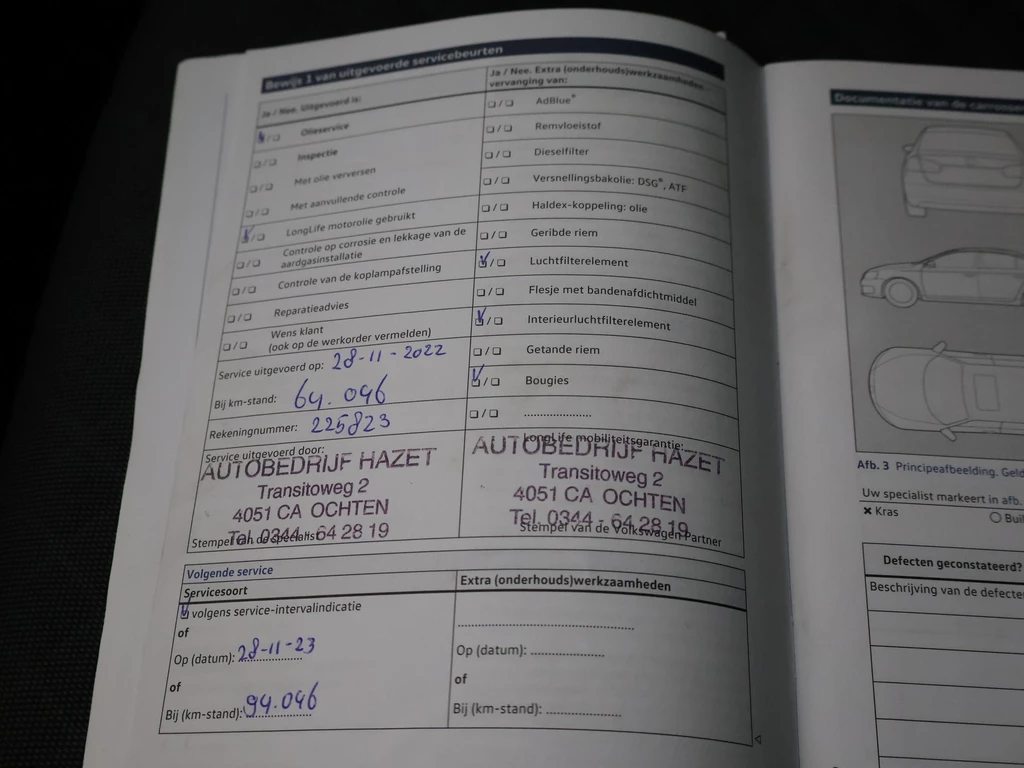 Bewijs 1 van uitgevoerde servicebeurten
Ja / Nee. Uitgevoerd is:
Olieservice
Inspectie
Met olie verversen
Met aanvullende controle
LongLife motorolie gebruikt
Controle op corrosie en lekkage van de
aardgasinstallatie
Controle van de koplampafstelling
Reparatieadvies
Wens klant
(ook op de werkorder vermelden)
Service uitgevoerd op: 28-11-2022
Bij km-stand: 64.046
Rekeningnummer: 225823
Service uitgevoerd door:
AUTOBEDRIJF HAZET
Transitoweg 2
4051 CA OCHTEN
Tel. 0344 - 64 28 19
Stempel van de specialist
Ja / Nee. Extra (onderhouds)werkzaamheden
vervanging van:
AdBlue®
Remvloeistof
Dieselfilter
Versnellingsbakolie: DSG®, ATF
Haldex-koppeling: olie
Geribde riem
Luchtfilterelement
Flesje met bandenafdichtmiddel
Interieurluchtfilterelement
Getande riem
Bougies
......................
LongLife mobiliteitsgarantie:
AUTOBEDRIJF HAZET
Transitoweg 2
4051 CA OCHTEN
Tel. 0344 - 64 28 19
Stempel van de Volkswagen Partner
Volgende service
Servicesoort
volgens service-intervalindicatie
of
Op (datum): 28-11-23
of
Bij (km-stand): 94.046
Extra (onderhouds)werkzaamheden
Op (datum): ....................
of
Bij (km-stand): ....................
Documentatie van de
Afb. 3 Principeafbeelding.
Uw specialist markeert in afb.
× Kras
Defecten geconstateerd?
Beschrijving van de